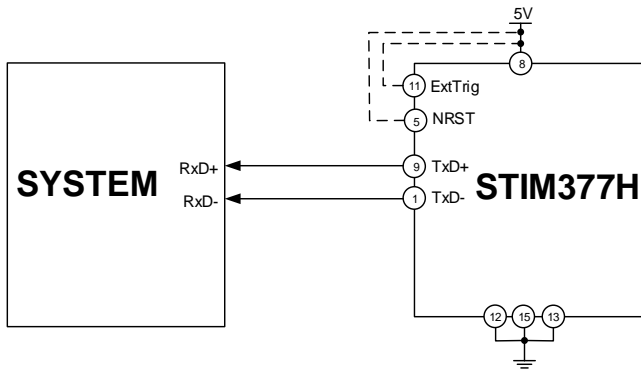 5V
8
11 ExtTrig
5 NRST
RxD+ 9 TxD+
SYSTEM STIM377H
RxD- 1 TxD-
12 15 13